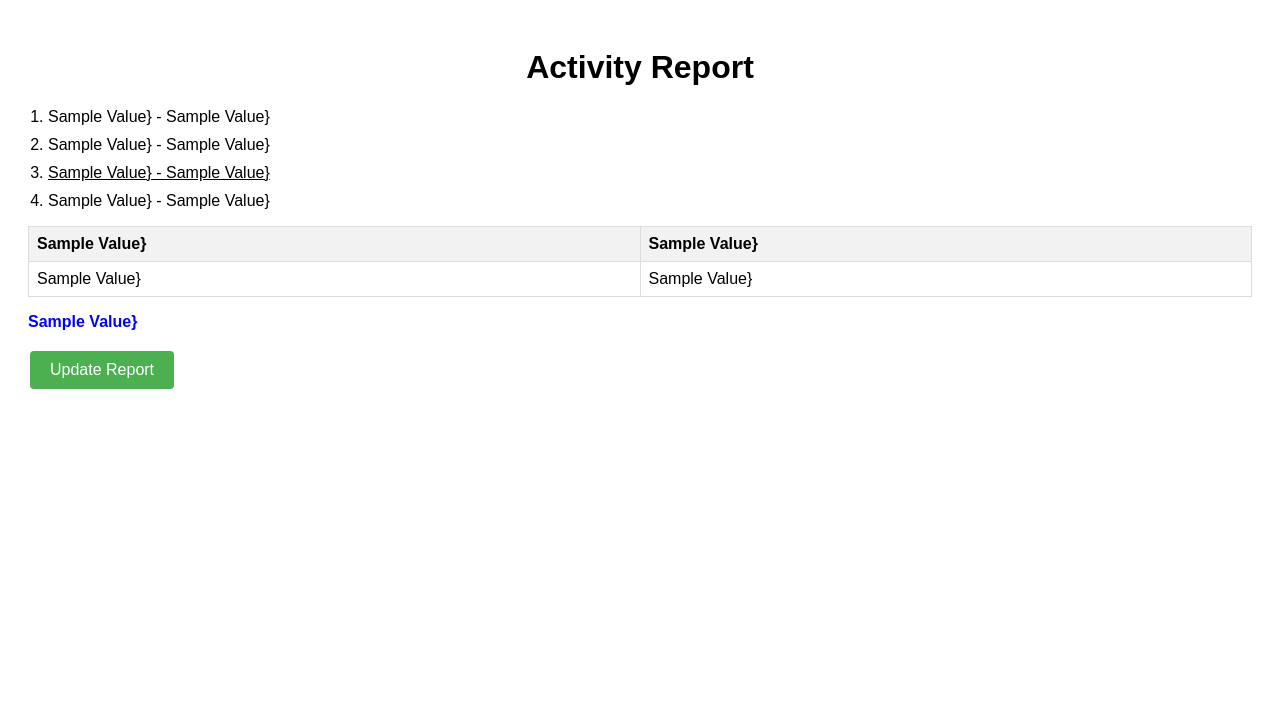 Activity Report
1. Sample Value} - Sample Value}
2. Sample Value} - Sample Value}
3. Sample Value} - Sample Value}
4. Sample Value} - Sample Value}
Sample Value} Sample Value}
Sample Value} Sample Value}
Sample Value}
Update Report